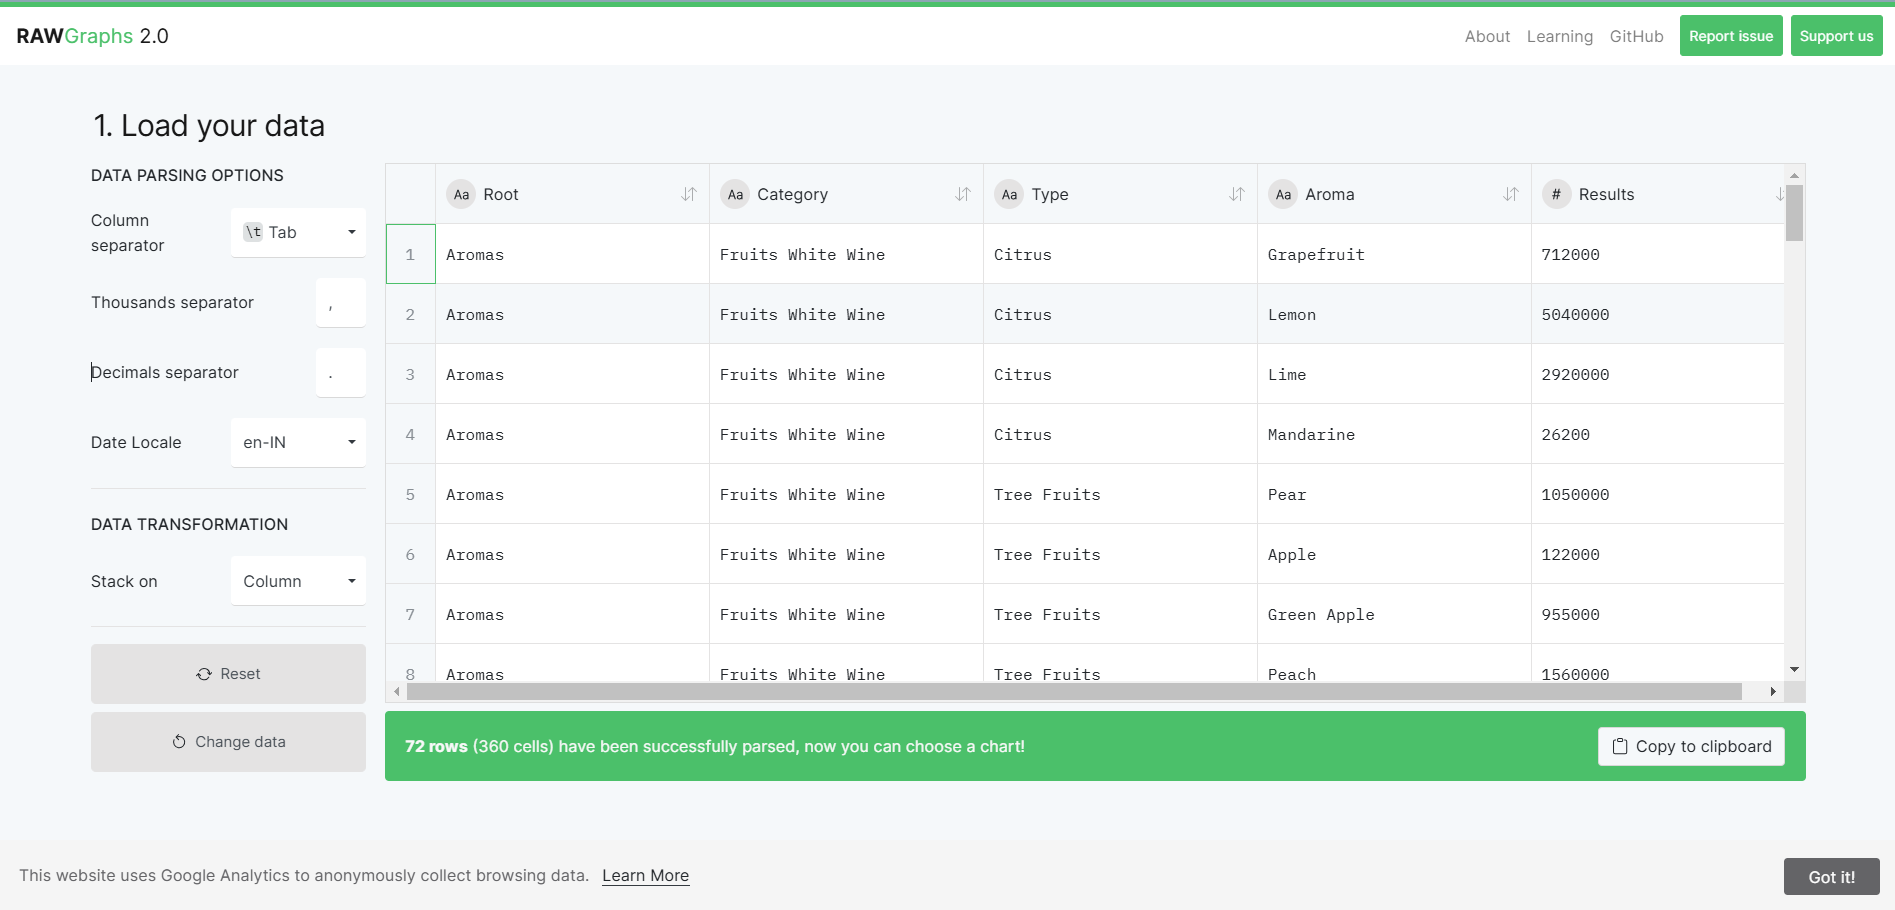 RAWGraphs 2.0
About Learning GitHub Report issue Support us
1. Load your data
DATA PARSING OPTIONS
Column
separator
\t Tab
Thousands separator
,
Decimals separator
.
Date Locale
en-IN
DATA TRANSFORMATION
Stack on
Column
Reset
Change data
Aa Root Aa Category Aa Type Aa Aroma # Results
1 Aromas Fruits White Wine Citrus Grapefruit 712000
2 Aromas Fruits White Wine Citrus Lemon 5040000
3 Aromas Fruits White Wine Citrus Lime 2920000
4 Aromas Fruits White Wine Citrus Mandarine 26200
5 Aromas Fruits White Wine Tree Fruits Pear 1050000
6 Aromas Fruits White Wine Tree Fruits Apple 122000
7 Aromas Fruits White Wine Tree Fruits Green Apple 955000
8 Aromas Fruits White Wine Tree Fruits Peach 1560000
72 rows (360 cells) have been successfully parsed, now you can choose a chart!
Copy to clipboard
This website uses Google Analytics to anonymously collect browsing data. Learn More
Got it!